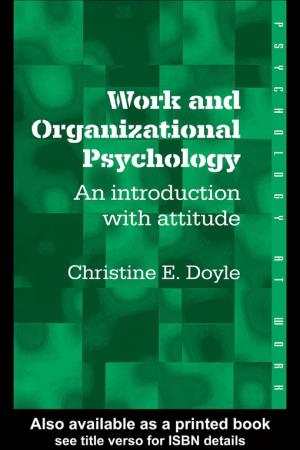 Work and
Organizational
Psychology
An introduction
with attitude
Christine E. Doyle
PSYCHOLOGY AT WORK
Also available as a printed book
see title verso for ISBN details